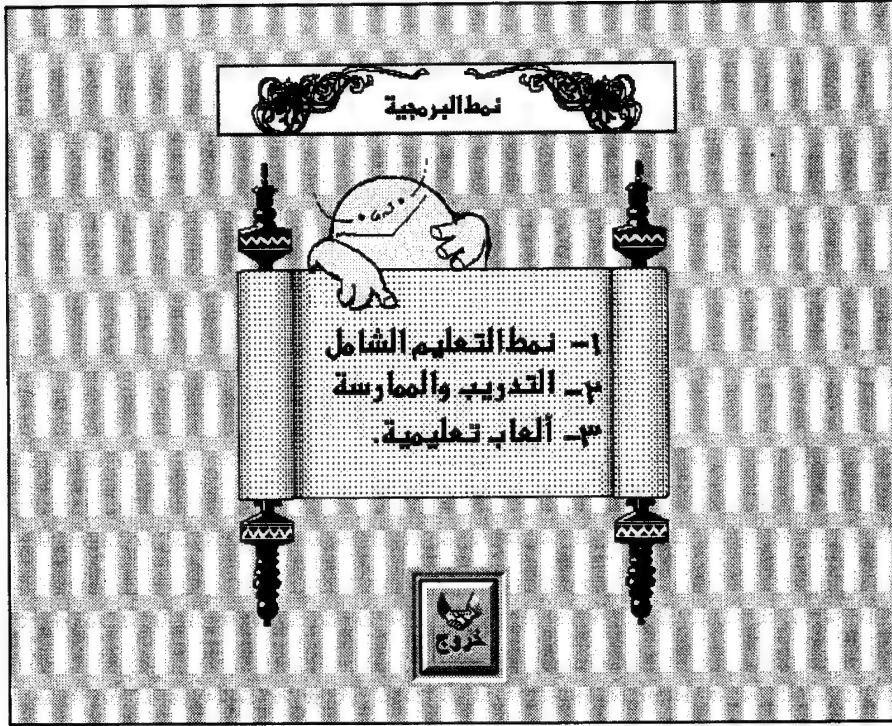 نمط البرمجية
١- نمط التعليم الشامل
٢- التدريب والممارسة
٣- ألعاب تعليمية.
خروج